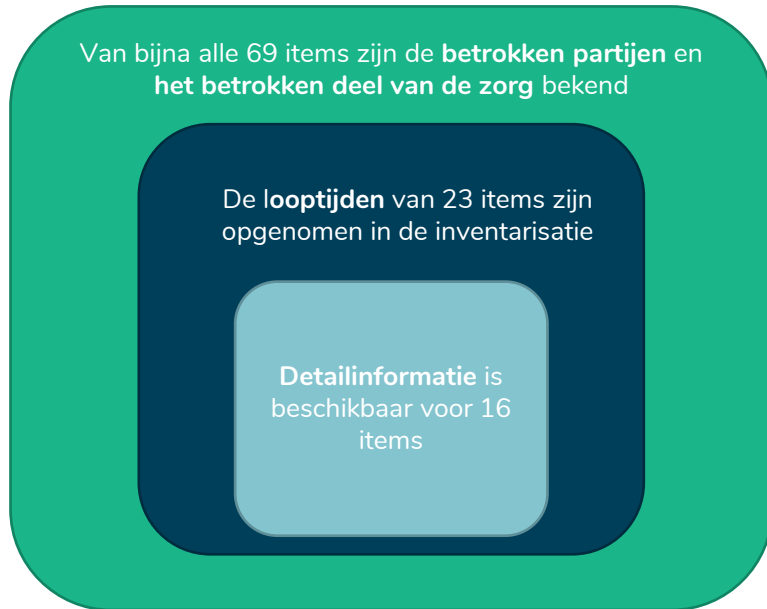 Van bijna alle 69 items zijn de betrokken partijen en
het betrokken deel van de zorg bekend
De looptijden van 23 items zijn
opgenomen in de inventarisatie
Detailinformatie is
beschikbaar voor 16
items